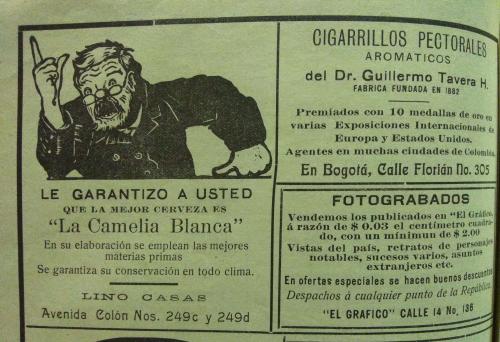 LE GARANTIZO A USTED
QUE LA MEJOR CERVEZA ES
"La Camelia Blanca"
En su elaboración se emplean las mejores
materias primas
Se garantiza su conservación en todo clima.
LINO CASAS
Avenida Colón Nos. 249c y 249d
CIGARRILLOS PECTORALES
AROMÁTICOS
del Dr. Guillermo Tavera H.
FABRICA FUNDADA EN 1882
Premiados con 10 medallas de oro en
varias Exposiciones Internacionales de
Europa y Estados Unidos.
Agentes en muchas ciudades de Colombia.
En Bogotá, Calle Florián No. 305
FOTOGRABADOS
Vendemos los publicados en "El Gráfico,
á razón de $ 0.03 el centímetro cuadra-
do, con un mínimun de $ 2.00
Vistas del país, retratos de personajes
notables, sucesos varios, asuntos
extranjeros etc.
En ofertas especiales se hacen buenos descuentos
Despachos á cualquier punto de la República.
"EL GRAFICO" CALLE 14 No. 136